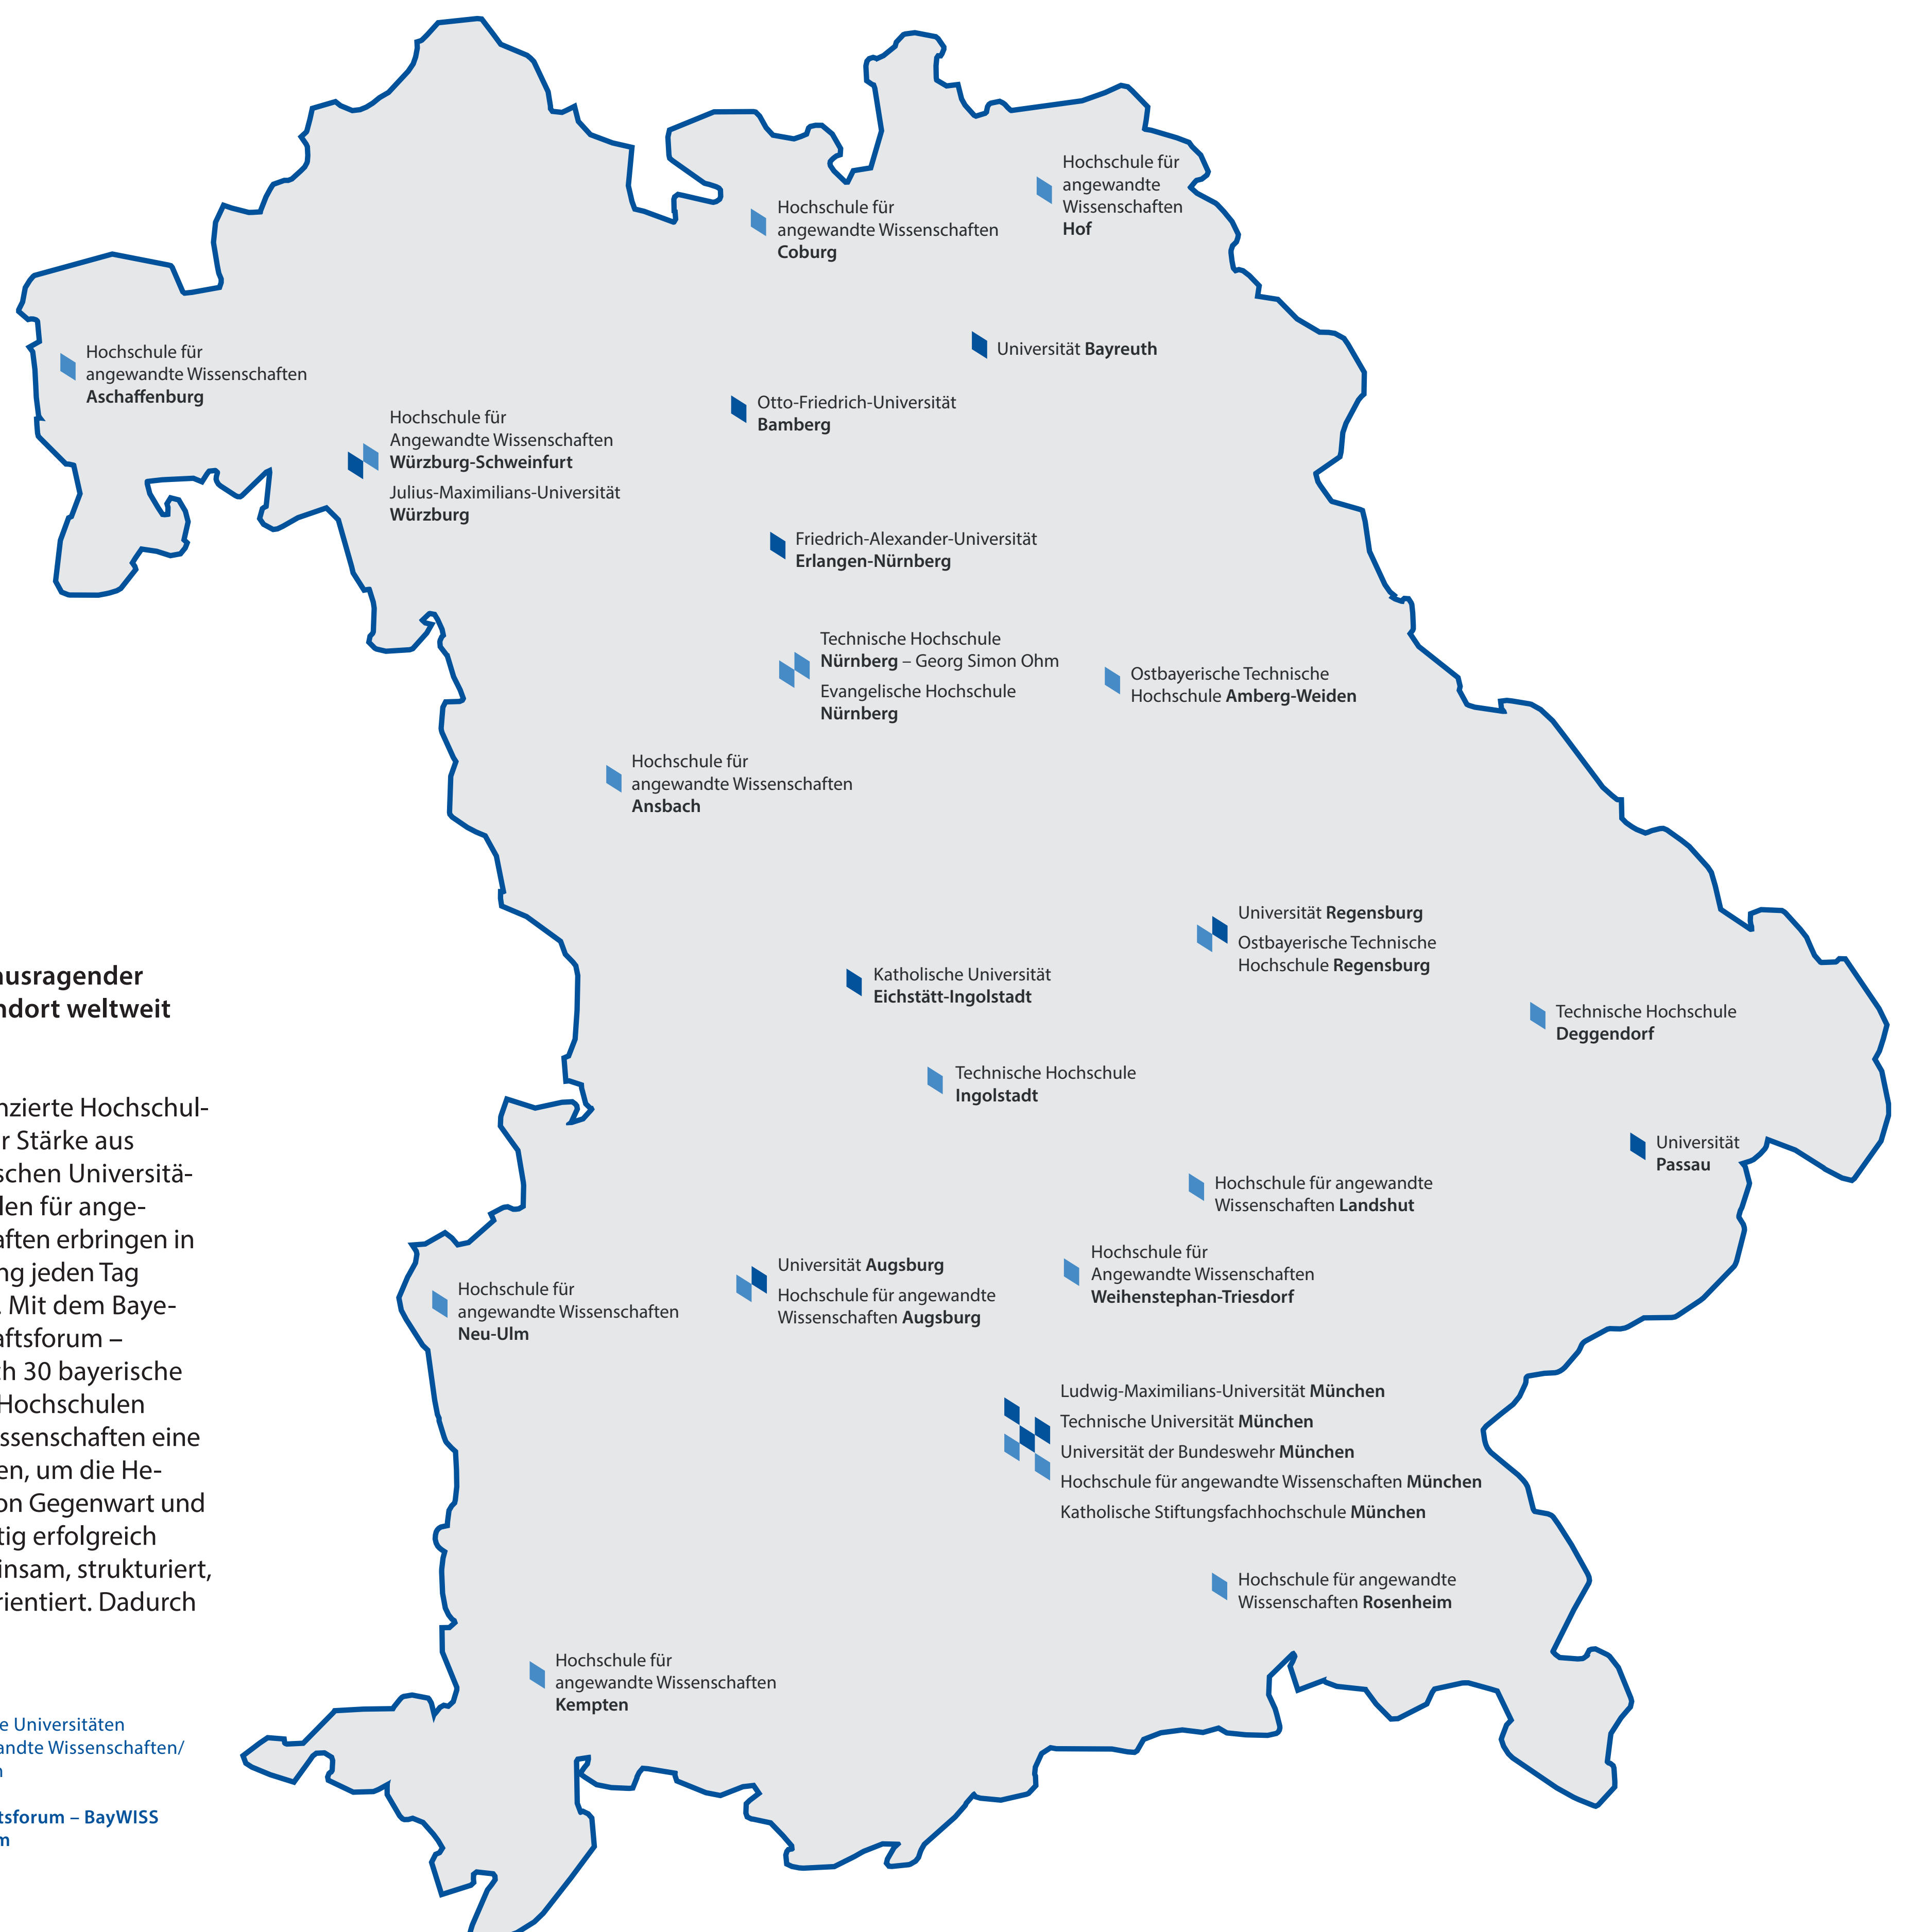 ausragender
ndort weltweit
nzierte Hochschul-
r Stärke aus
schen Universitä-
len für ange-
aften erbringen in
ng jeden Tag
. Mit dem Baye-
aftsforum –
ch 30 bayerische
Hochschulen
ssenschaften eine
en, um die He-
on Gegenwart und
tig erfolgreich
insam, strukturiert,
rientiert. Dadurch
e Universitäten
andte Wissenschaften/
n
tsforum – BayWISS
m
Hochschule für
angewandte
Wissenschaften
Hof
Hochschule für
angewandte Wissenschaften
Coburg
Universität Bayreuth
Hochschule für
angewandte Wissenschaften
Aschaffenburg
Otto-Friedrich-Universität
Bamberg
Hochschule für
Angewandte Wissenschaften
Würzburg-Schweinfurt
Julius-Maximilians-Universität
Würzburg
Friedrich-Alexander-Universität
Erlangen-Nürnberg
Technische Hochschule
Nürnberg – Georg Simon Ohm
Evangelische Hochschule
Nürnberg
Ostbayerische Technische
Hochschule Amberg-Weiden
Hochschule für
angewandte Wissenschaften
Ansbach
Universität Regensburg
Ostbayerische Technische
Hochschule Regensburg
Katholische Universität
Eichstätt-Ingolstadt
Technische Hochschule
Deggendorf
Technische Hochschule
Ingolstadt
Universität
Passau
Hochschule für angewandte
Wissenschaften Landshut
Hochschule für
Angewandte Wissenschaften
Weihenstephan-Triesdorf
Universität Augsburg
Hochschule für angewandte
Wissenschaften Augsburg
Hochschule für
angewandte Wissenschaften
Neu-Ulm
Ludwig-Maximilians-Universität München
Technische Universität München
Universität der Bundeswehr München
Hochschule für angewandte Wissenschaften München
Katholische Stiftungsfachhochschule München
Hochschule für angewandte
Wissenschaften Rosenheim
Hochschule für
angewandte Wissenschaften
Kempten